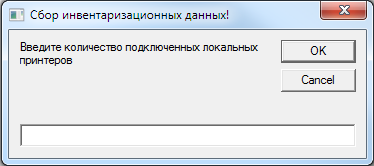 Сбор инвентаризационных данных!
Введите количество подключенных локальных
принтеров
OK
Cancel